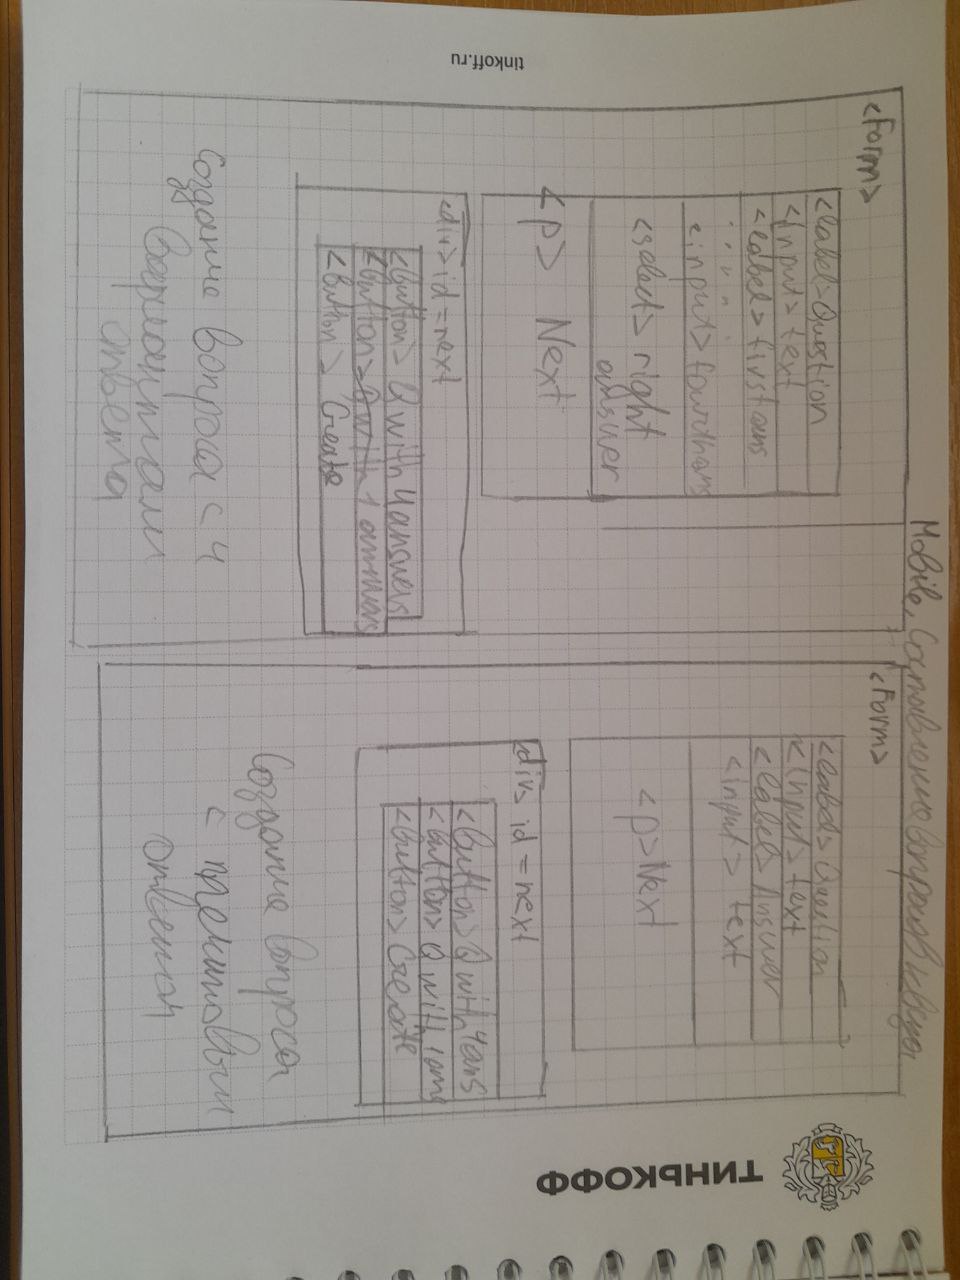 Mobile, Составление вопросов квиза
<Form>
<label> Question
<input> text
<label> first ans
<input> fourth ans
<select> right
answer
<p> Next
<div> id = next
<button> Q with 4 answers
<button> Q with 1 answers
<button> Create
Создание вопроса с 4
вариантами
ответа
<Form>
<label> Question
<input> text
<label> Answer
<input> text
<p> Next
<div> id = next
<button> Q with 4 ans
<button> Q with 1 ans
<button> Create
Создание вопроса
с прямым
ответом
tinkoff.ru
ТИНЬКОФФ